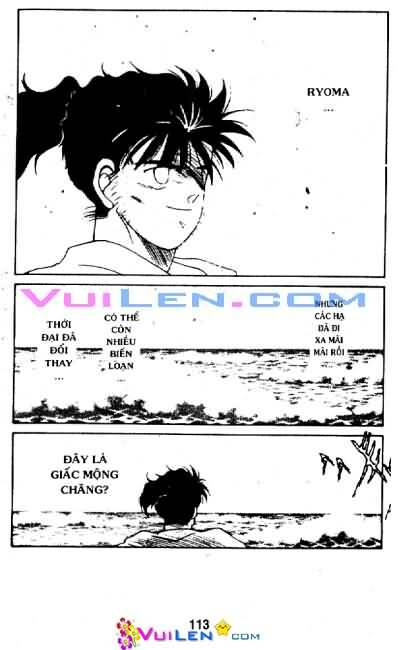 RYOMA
...
NHƯNG
CÁC HẠ
ĐÃ ĐI
XA MÃI
MÃI RỒI
CÓ THỂ
CÒN
NHIỀU
BIẾN
LOẠN
...
THỜI
ĐẠI ĐÃ
ĐỔI
THAY
...
VUILEN.COM
ĐÂY LÀ
GIẤC MỘNG
CHĂNG?
113
VUILEN.COM